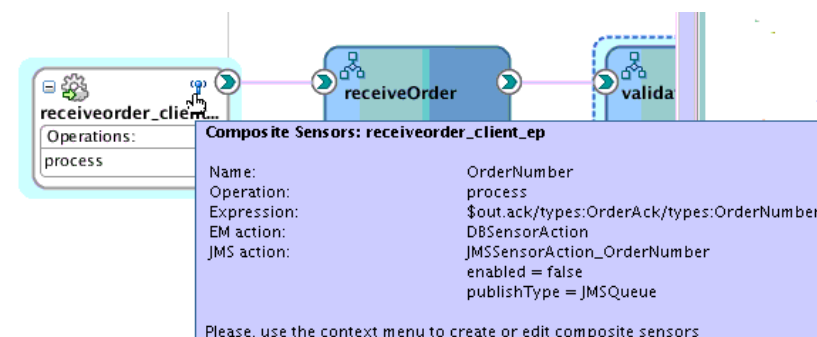 receiveOrder
valida
receiveorder_client...
Operations:
process
Composite Sensors: receiveorder_client_ep
Name: OrderNumber
Operation: process
Expression: $out.ack/types:OrderAck/types:OrderNumber
EM action: DBSensorAction
JMS action: JMSSensorAction_OrderNumber
enabled = false
publishType = JMSQueue
Please, use the context menu to create or edit composite sensors